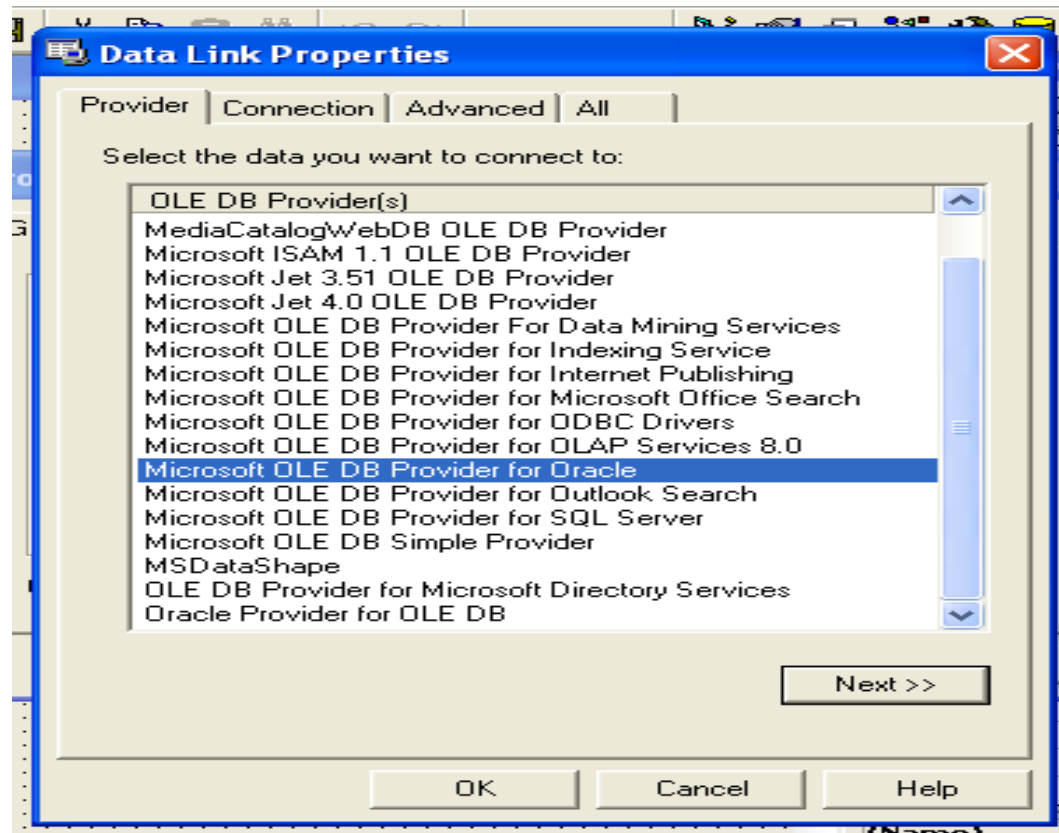 Data Link Properties
Provider Connection Advanced All
Select the data you want to connect to:
OLE DB Provider(s)
MediaCatalogWebDB OLE DB Provider
Microsoft ISAM 1.1 OLE DB Provider
Microsoft Jet 3.51 OLE DB Provider
Microsoft Jet 4.0 OLE DB Provider
Microsoft OLE DB Provider For Data Mining Services
Microsoft OLE DB Provider for Indexing Service
Microsoft OLE DB Provider for Internet Publishing
Microsoft OLE DB Provider for Microsoft Office Search
Microsoft OLE DB Provider for ODBC Drivers
Microsoft OLE DB Provider for OLAP Services 8.0
Microsoft OLE DB Provider for Oracle
Microsoft OLE DB Provider for Outlook Search
Microsoft OLE DB Provider for SQL Server
Microsoft OLE DB Simple Provider
MSDataShape
OLE DB Provider for Microsoft Directory Services
Oracle Provider for OLE DB
Next >>
OK Cancel Help